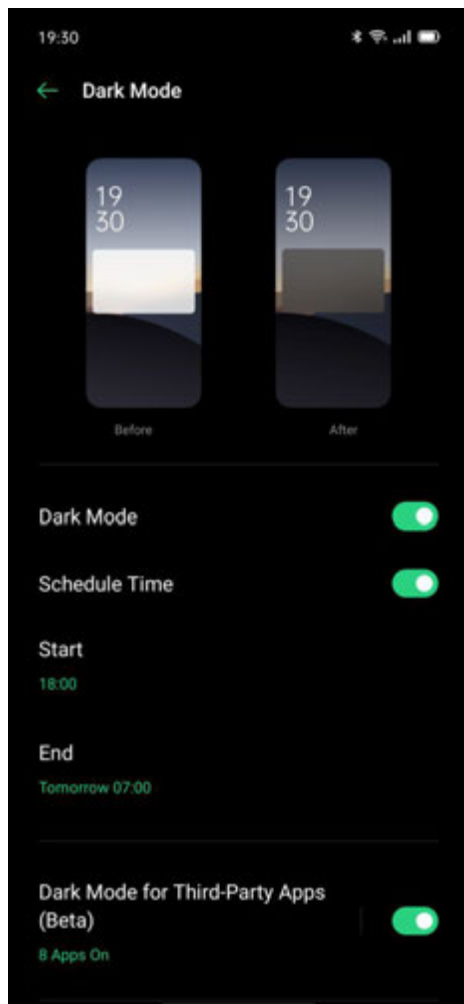 19:30
Dark Mode
19
30
19
30
Before
After
Dark Mode
Schedule Time
Start
18:00
End
Tomorrow 07:00
Dark Mode for Third-Party Apps
(Beta)
8 Apps On